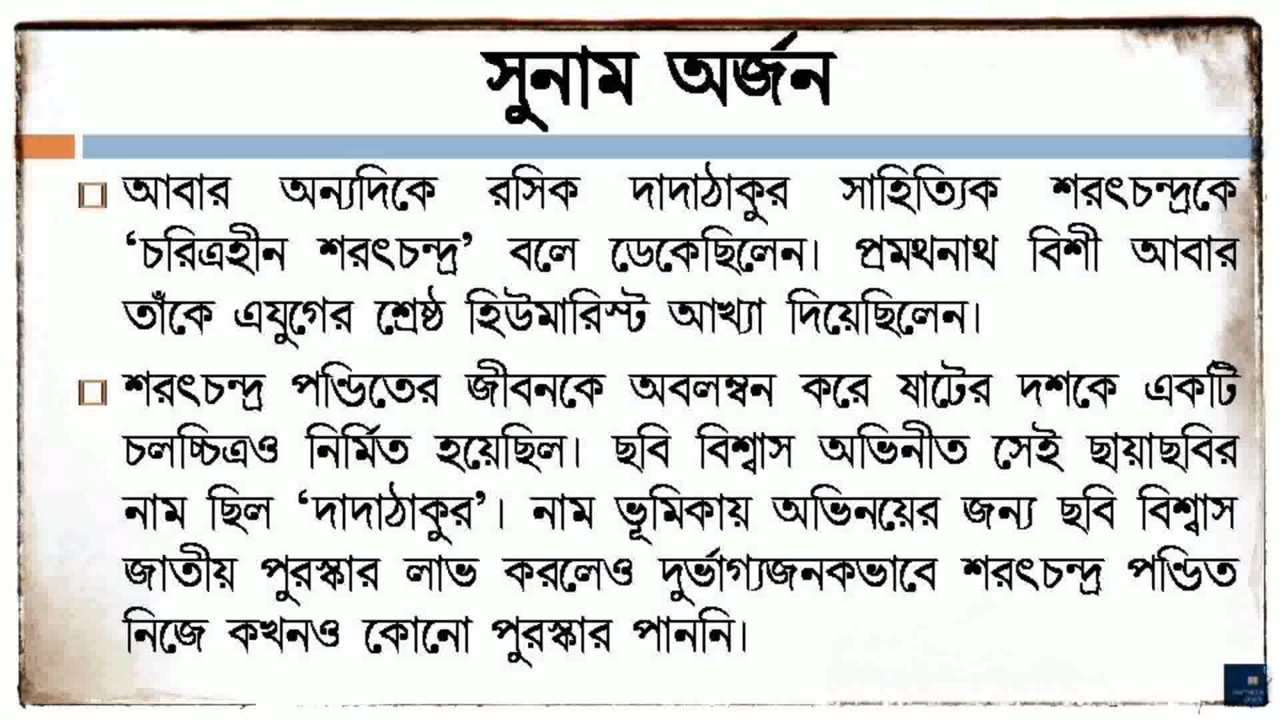 সুনাম অর্জন
আবার অন্যদিকে রসিক দাদাঠাকুর সাহিত্যিক শরৎচন্দ্রকে
‘চরিত্রহীন শরৎচন্দ্র’ বলে ডেকেছিলেন। প্রমথনাথ বিশী আবার
তাঁকে এযুগের শ্রেষ্ঠ হিউমারিস্ট আখ্যা দিয়েছিলেন।
শরৎচন্দ্র পণ্ডিতের জীবনকে অবলম্বন করে ষাটের দশকে একটি
চলচ্চিত্রও নির্মিত হয়েছিল। ছবি বিশ্বাস অভিনীত সেই ছায়াছবির
নাম ছিল ‘দাদাঠাকুর’। নাম ভূমিকায় অভিনয়ের জন্য ছবি বিশ্বাস
জাতীয় পুরস্কার লাভ করলেও দুর্ভাগ্যজনকভাবে শরৎচন্দ্র পণ্ডিত
নিজে কখনও কোনো পুরস্কার পাননি।